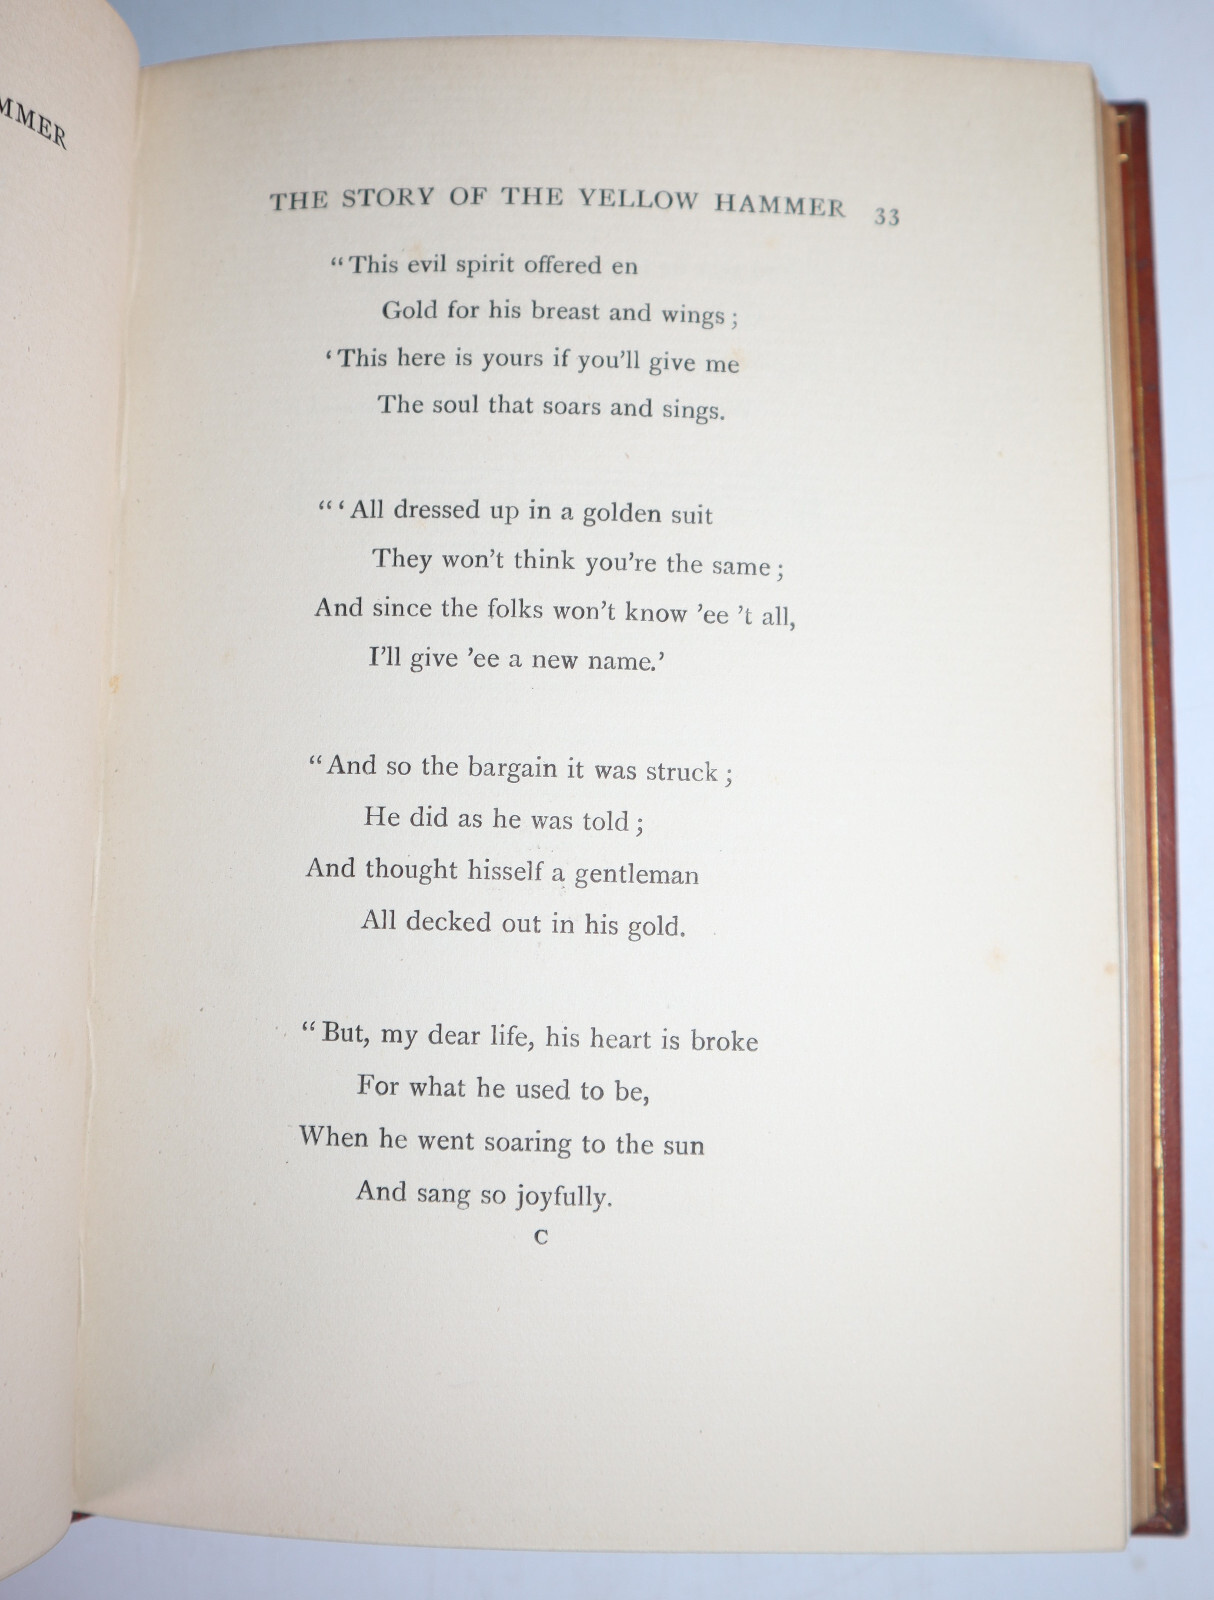 MMER
THE STORY OF THE YELLOW HAMMER 33
“This evil spirit offered en
Gold for his breast and wings;
‘This here is yours if you’ll give me
The soul that soars and sings.
“‘All dressed up in a golden suit
They won’t think you’re the same;
And since the folks won’t know ’ee ’t all,
I’ll give ’ee a new name.’
“And so the bargain it was struck;
He did as he was told;
And thought hisself a gentleman
All decked out in his gold.
“But, my dear life, his heart is broke
For what he used to be,
When he went soaring to the sun
And sang so joyfully.
C